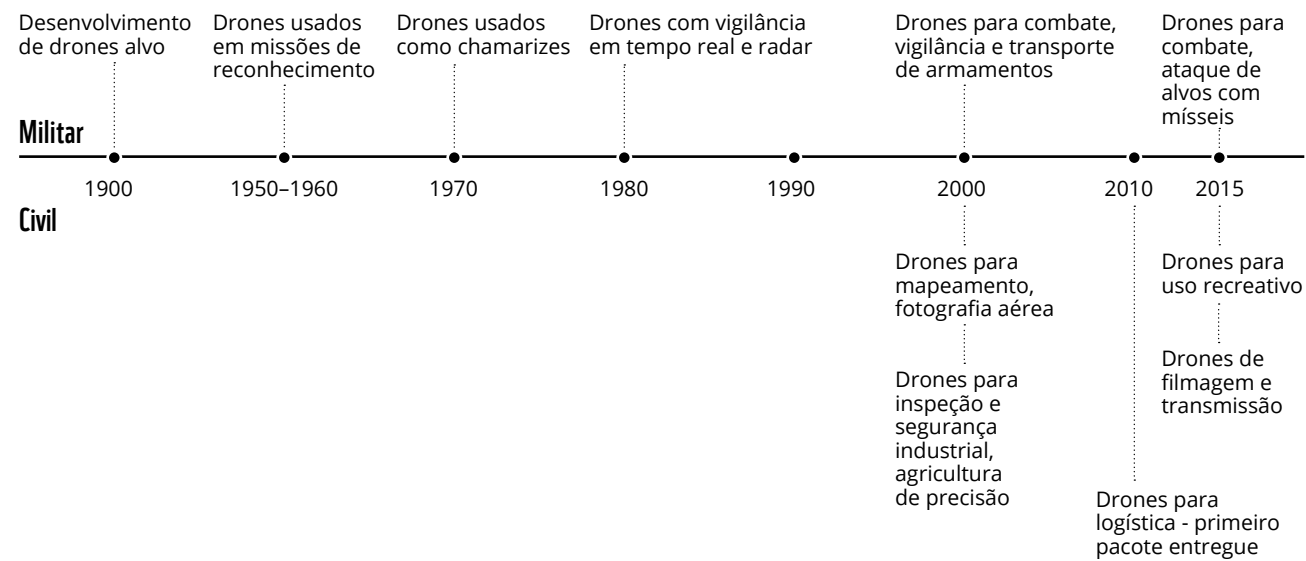 Desenvolvimento
de drones alvo
Drones usados
em missões de
reconhecimento
Drones usados
como chamarizes
Drones com vigilância
em tempo real e radar
Drones para combate,
vigilância e transporte
de armamentos
Drones para
combate,
ataque de
alvos com
mísseis
Militar
1900
1950–1960
1970
1980
1990
2000
2010
2015
Civil
Drones para
mapeamento,
fotografia aérea
Drones para
inspeção e
segurança
industrial,
agricultura
de precisão
Drones para
logística - primeiro
pacote entregue
Drones para
uso recreativo
Drones de
filmagem e
transmissão